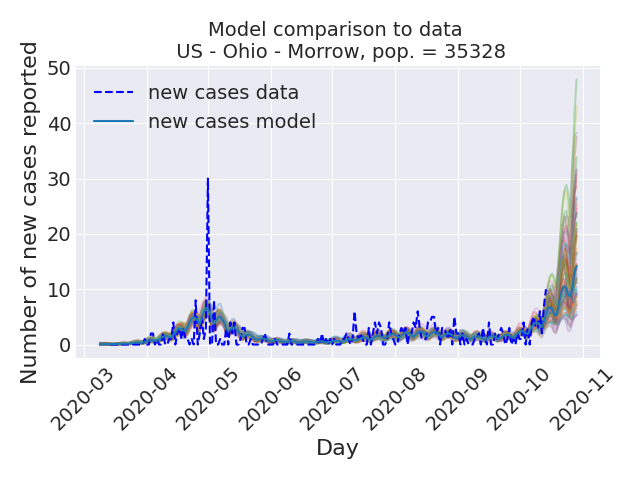 Model comparison to data
US - Ohio - Morrow, pop. = 35328
Number of new cases reported
50
40
30
20
10
0
new cases data
new cases model
2020-03
2020-04
2020-05
2020-06
2020-07
2020-08
2020-09
2020-10
2020-11
Day